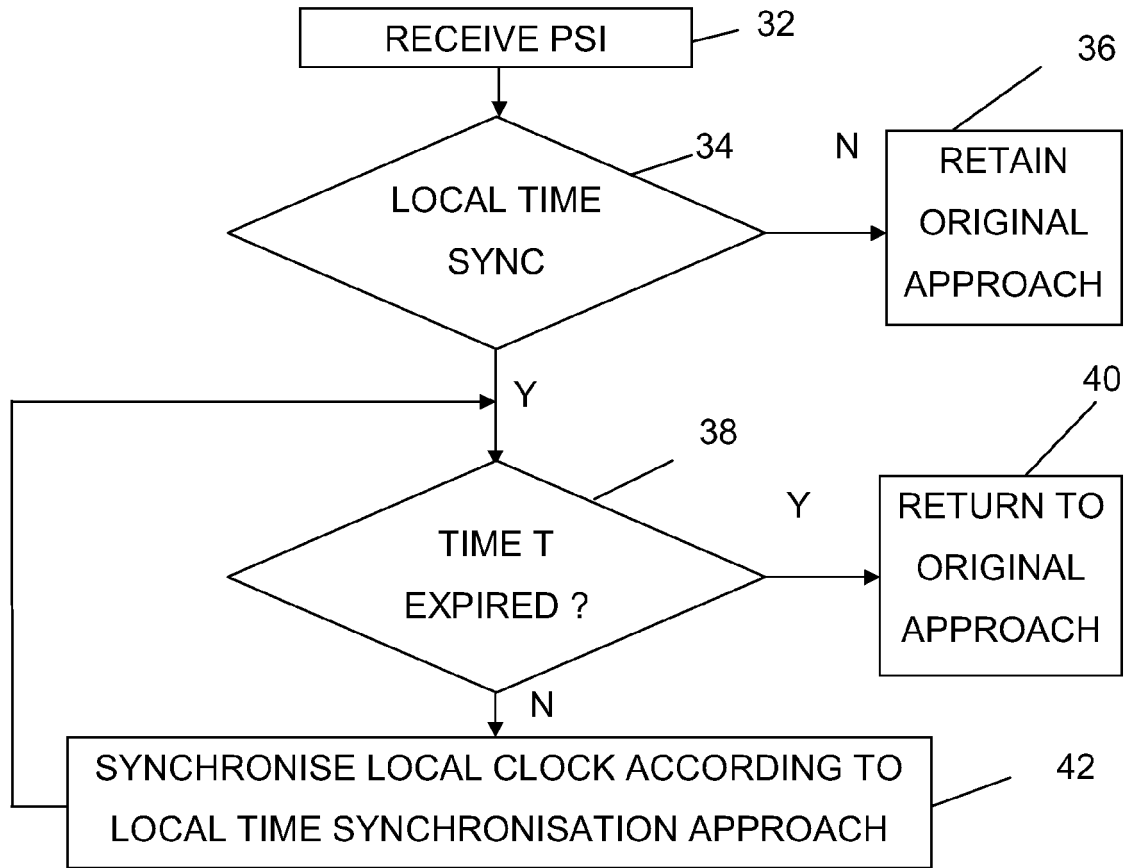 RECEIVE PSI
32
36
34
N
RETAIN
ORIGINAL
APPROACH
LOCAL TIME
SYNC
Y
40
38
Y
RETURN TO
ORIGINAL
APPROACH
TIME T
EXPIRED ?
N
SYNCHRONISE LOCAL CLOCK ACCORDING TO
LOCAL TIME SYNCHRONISATION APPROACH
42